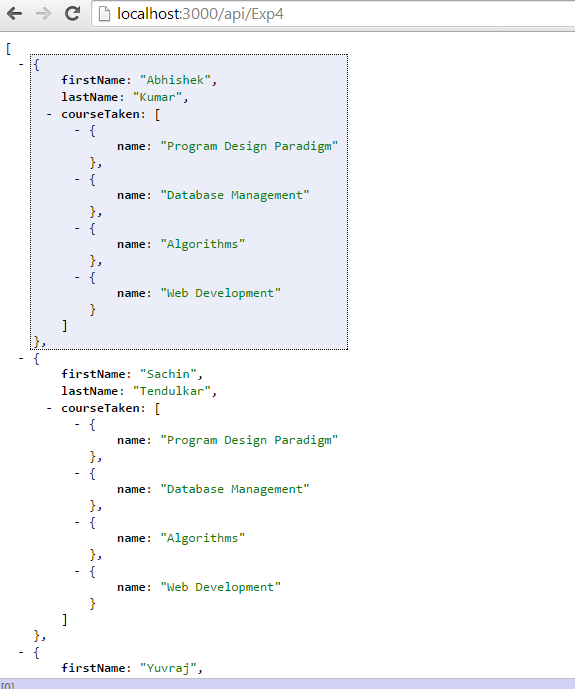 localhost:3000/api/Exp4
[
- {
firstName: "Abhishek",
lastName: "Kumar",
- courseTaken: [
- {
name: "Program Design Paradigm"
},
- {
name: "Database Management"
},
- {
name: "Algorithms"
},
- {
name: "Web Development"
}
]
},
- {
firstName: "Sachin",
lastName: "Tendulkar",
- courseTaken: [
- {
name: "Program Design Paradigm"
},
- {
name: "Database Management"
},
- {
name: "Algorithms"
},
- {
name: "Web Development"
}
]
},
- {
firstName: "Yuvraj",
[0]